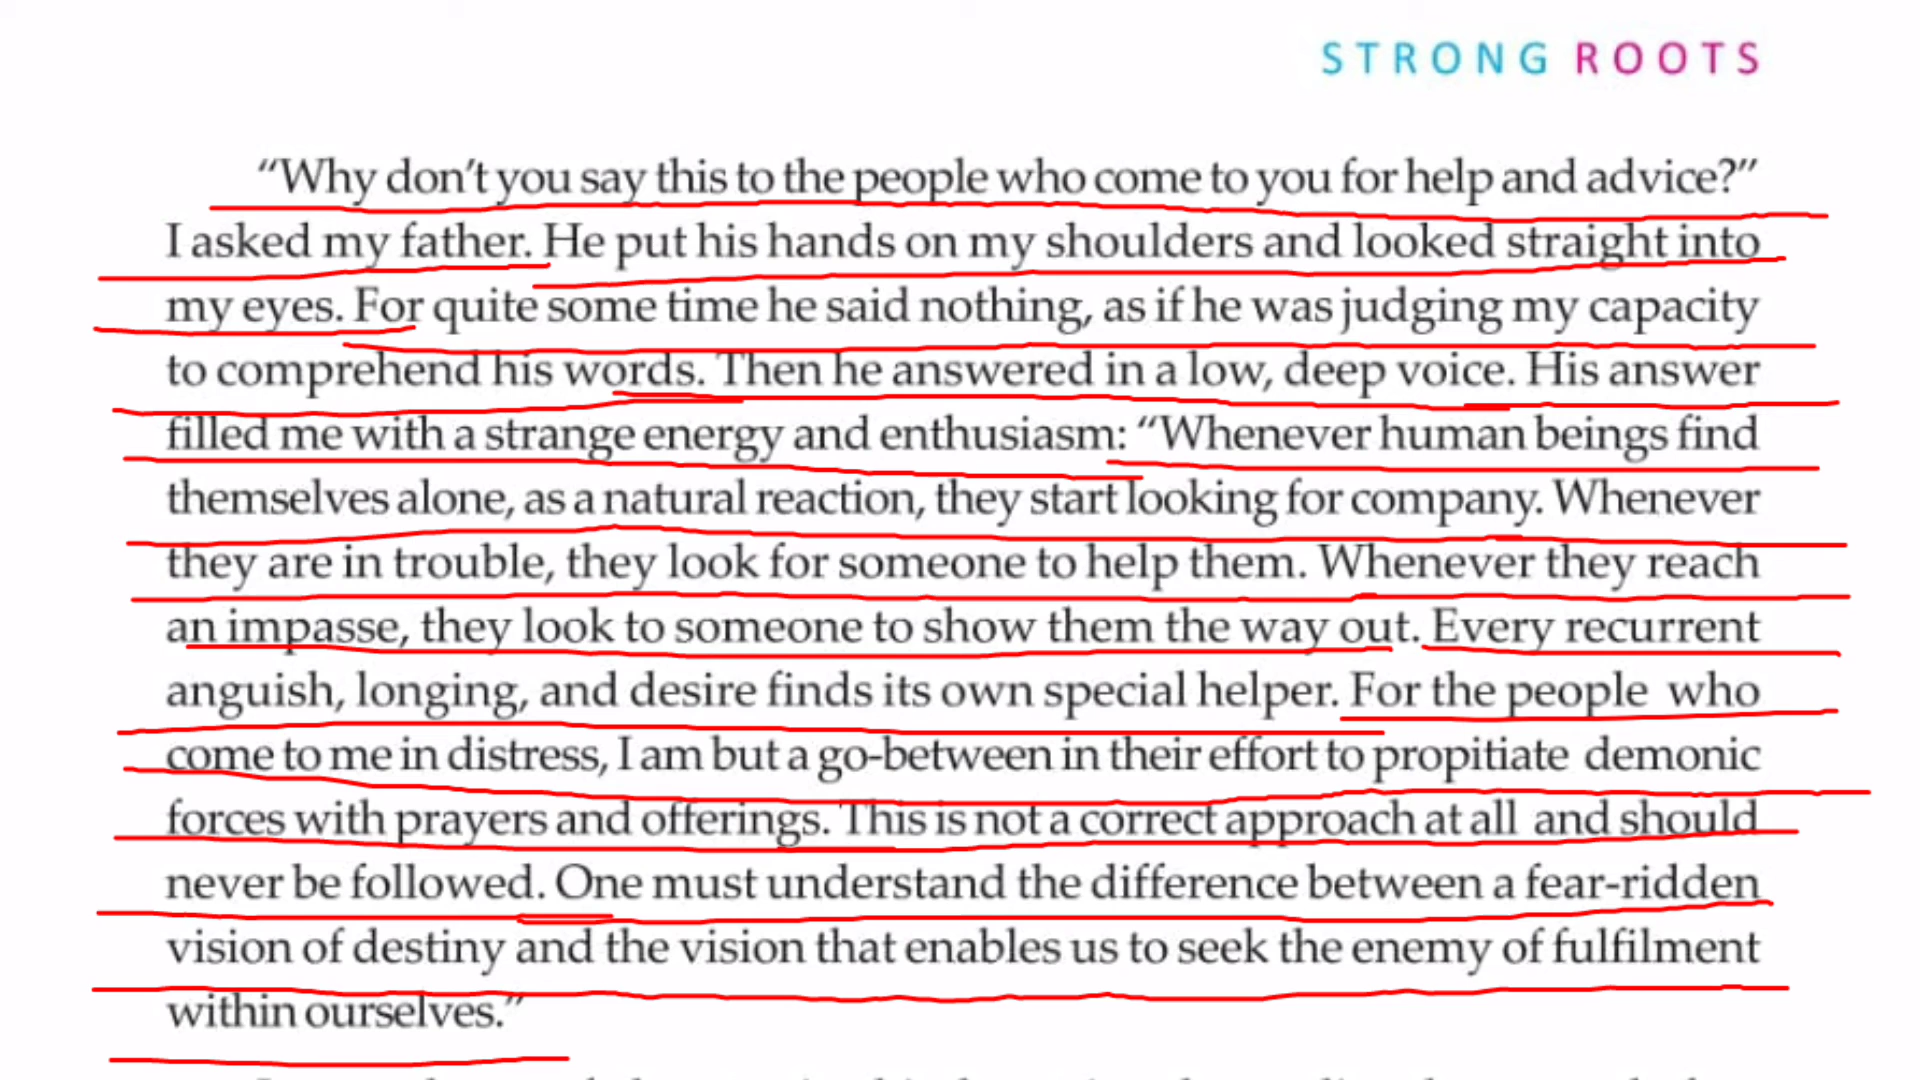 STRONG ROOTS
“Why don’t you say this to the people who come to you for help and advice?”
I asked my father. He put his hands on my shoulders and looked straight into
my eyes. For quite some time he said nothing, as if he was judging my capacity
to comprehend his words. Then he answered in a low, deep voice. His answer
filled me with a strange energy and enthusiasm: “Whenever human beings find
themselves alone, as a natural reaction, they start looking for company. Whenever
they are in trouble, they look for someone to help them. Whenever they reach
an impasse, they look to someone to show them the way out. Every recurrent
anguish, longing, and desire finds its own special helper. For the people who
come to me in distress, I am but a go-between in their effort to propitiate demonic
forces with prayers and offerings. This is not a correct approach at all and should
never be followed. One must understand the difference between a fear-ridden
vision of destiny and the vision that enables us to seek the enemy of fulfilment
within ourselves.”